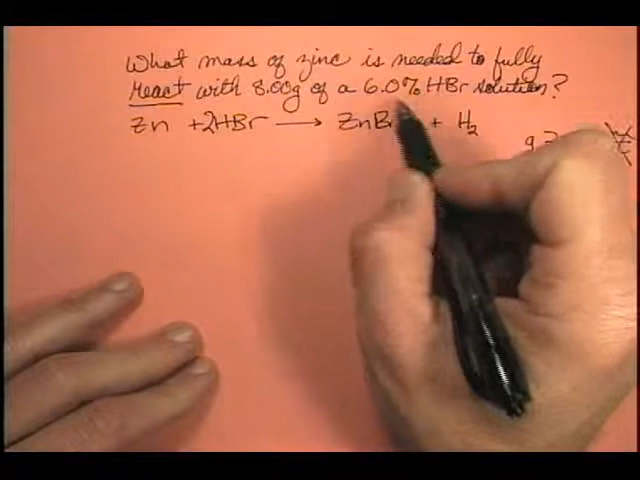 What mass of zinc is needed to fully
react with 8.00g of a 6.0% HBr solution?
Zn + 2HBr → ZnBr + H₂
g Z